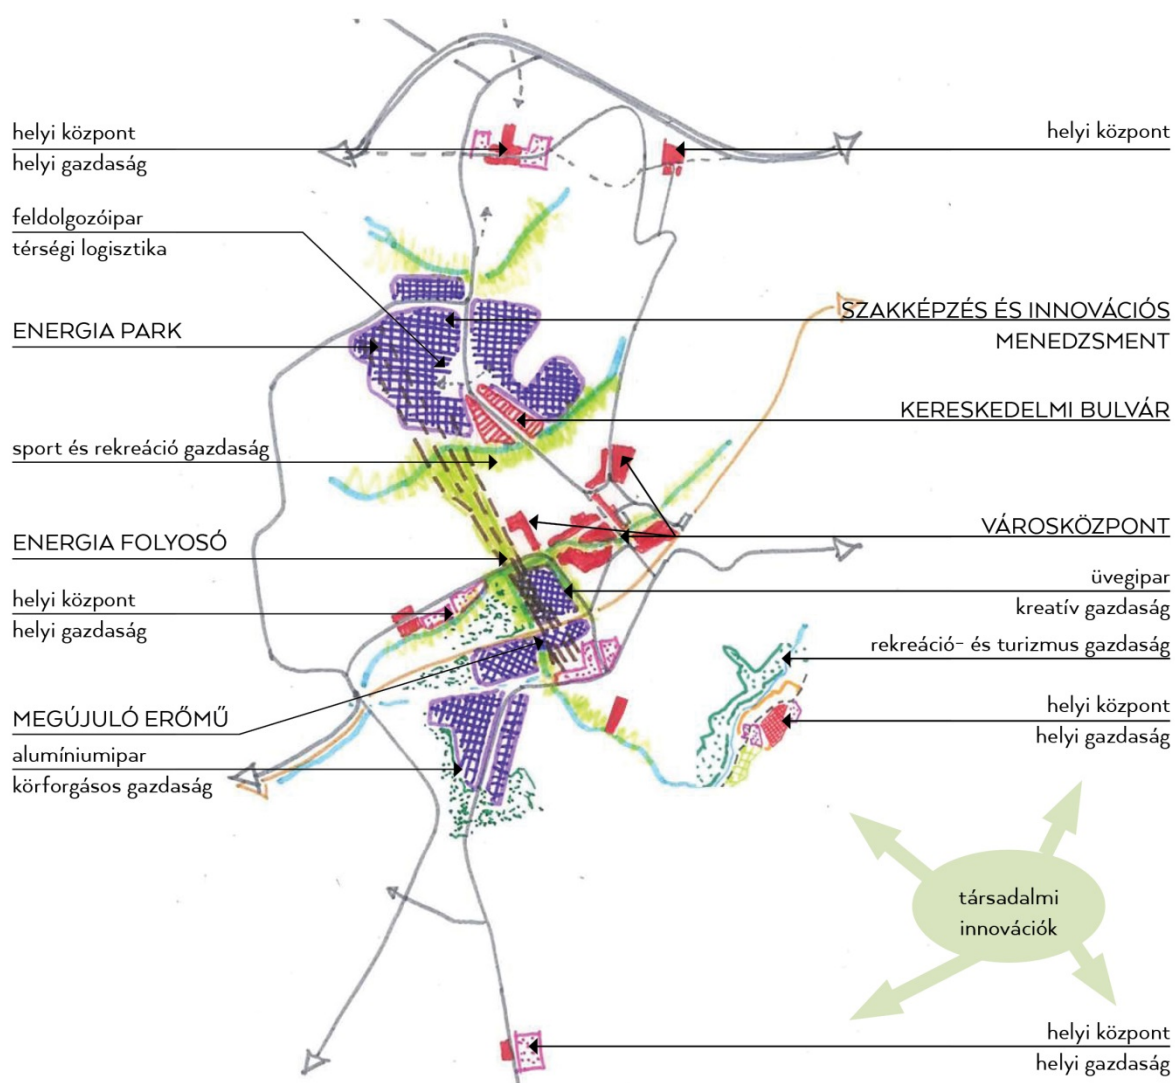 helyi központ
helyi gazdaság
helyi központ
feldolgozóipar
térségi logisztika
ENERGIA PARK
SZAKKÉPZÉS ÉS INNOVÁCIÓS
MENEDZSMENT
KERESKEDELMI BULVÁR
sport és rekréáció gazdaság
ENERGIA FOLYOSÓ
VÁROSKÖZPONT
üvegipar
kreatív gazdaság
helyi központ
helyi gazdaság
rekréáció- és turizmus gazdaság
MEGÚJULÓ ERŐMŰ
helyi központ
helyi gazdaság
alumíniumipar
körforgásos gazdaság
társadalmi
innovációk
helyi központ
helyi gazdaság